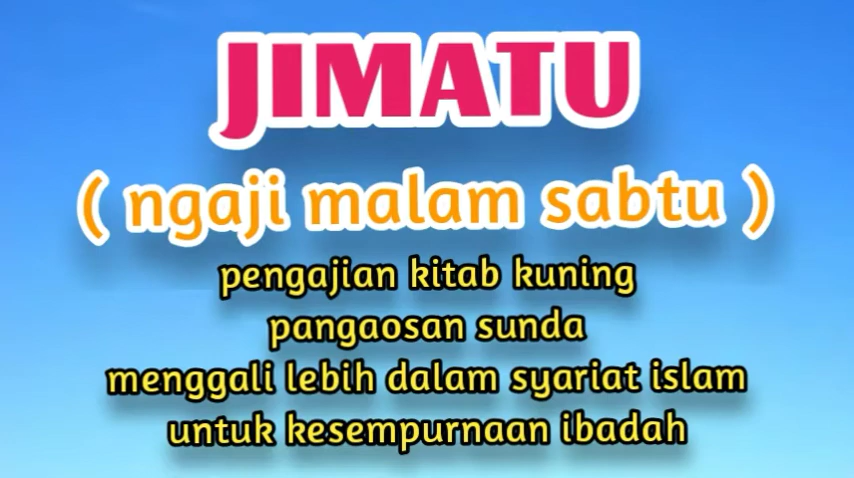 JIMATU
( ngaji malam sabtu )
pengajian kitab kuning
pangaosan sunda
menggali lebih dalam syariat islam
untuk kesempurnaan ibadah